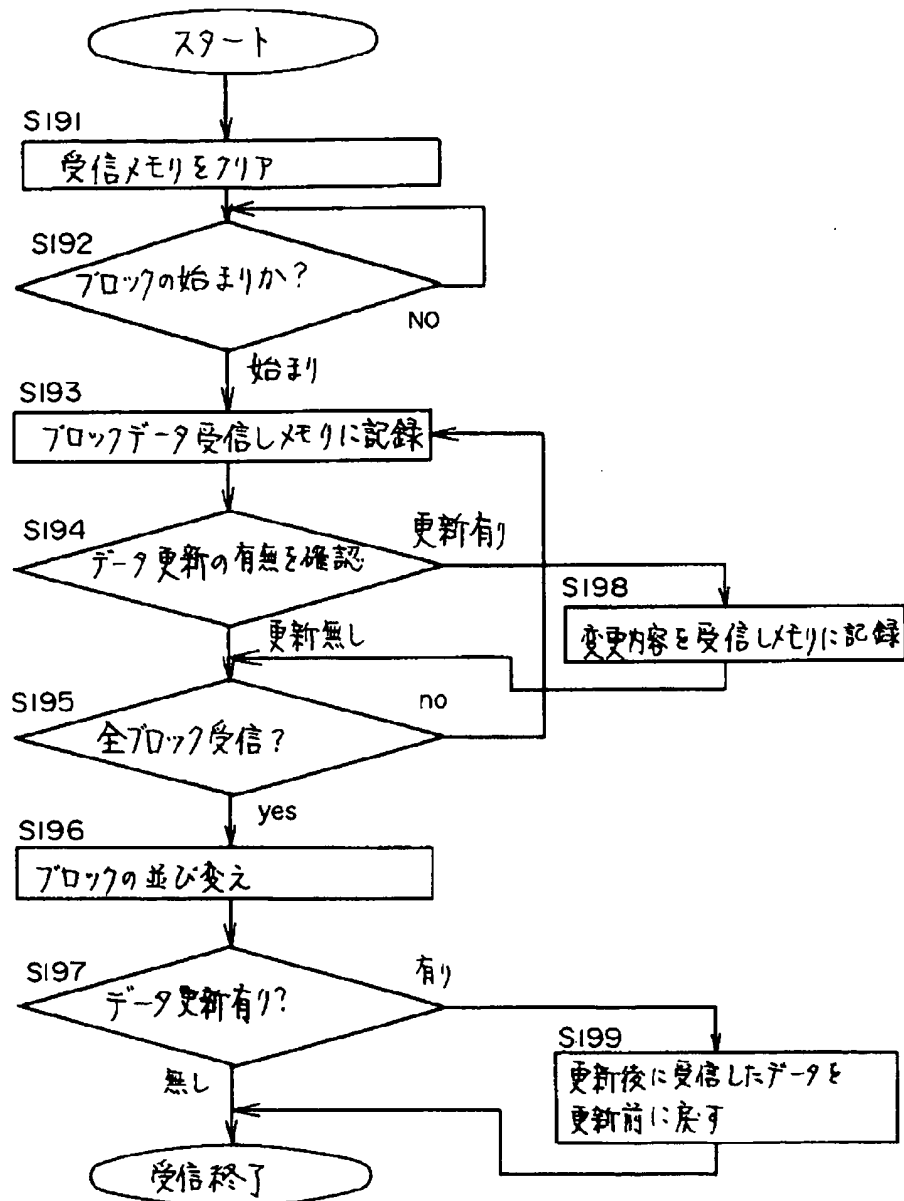 スタート
S191
受信メモリをクリア
S192
ブロックの始まりか?
NO
始まり
S193
ブロックデータ受信しメモリに記録
S194
データ更新の有無を確認
更新有り
S198
変更内容を受信しメモリに記録
更新無し
S195
全ブロック受信?
no
yes
S196
ブロックの並び変え
S197
データ更新有り?
有り
S199
更新後に受信したデータを
更新前に戻す
無し
受信終了